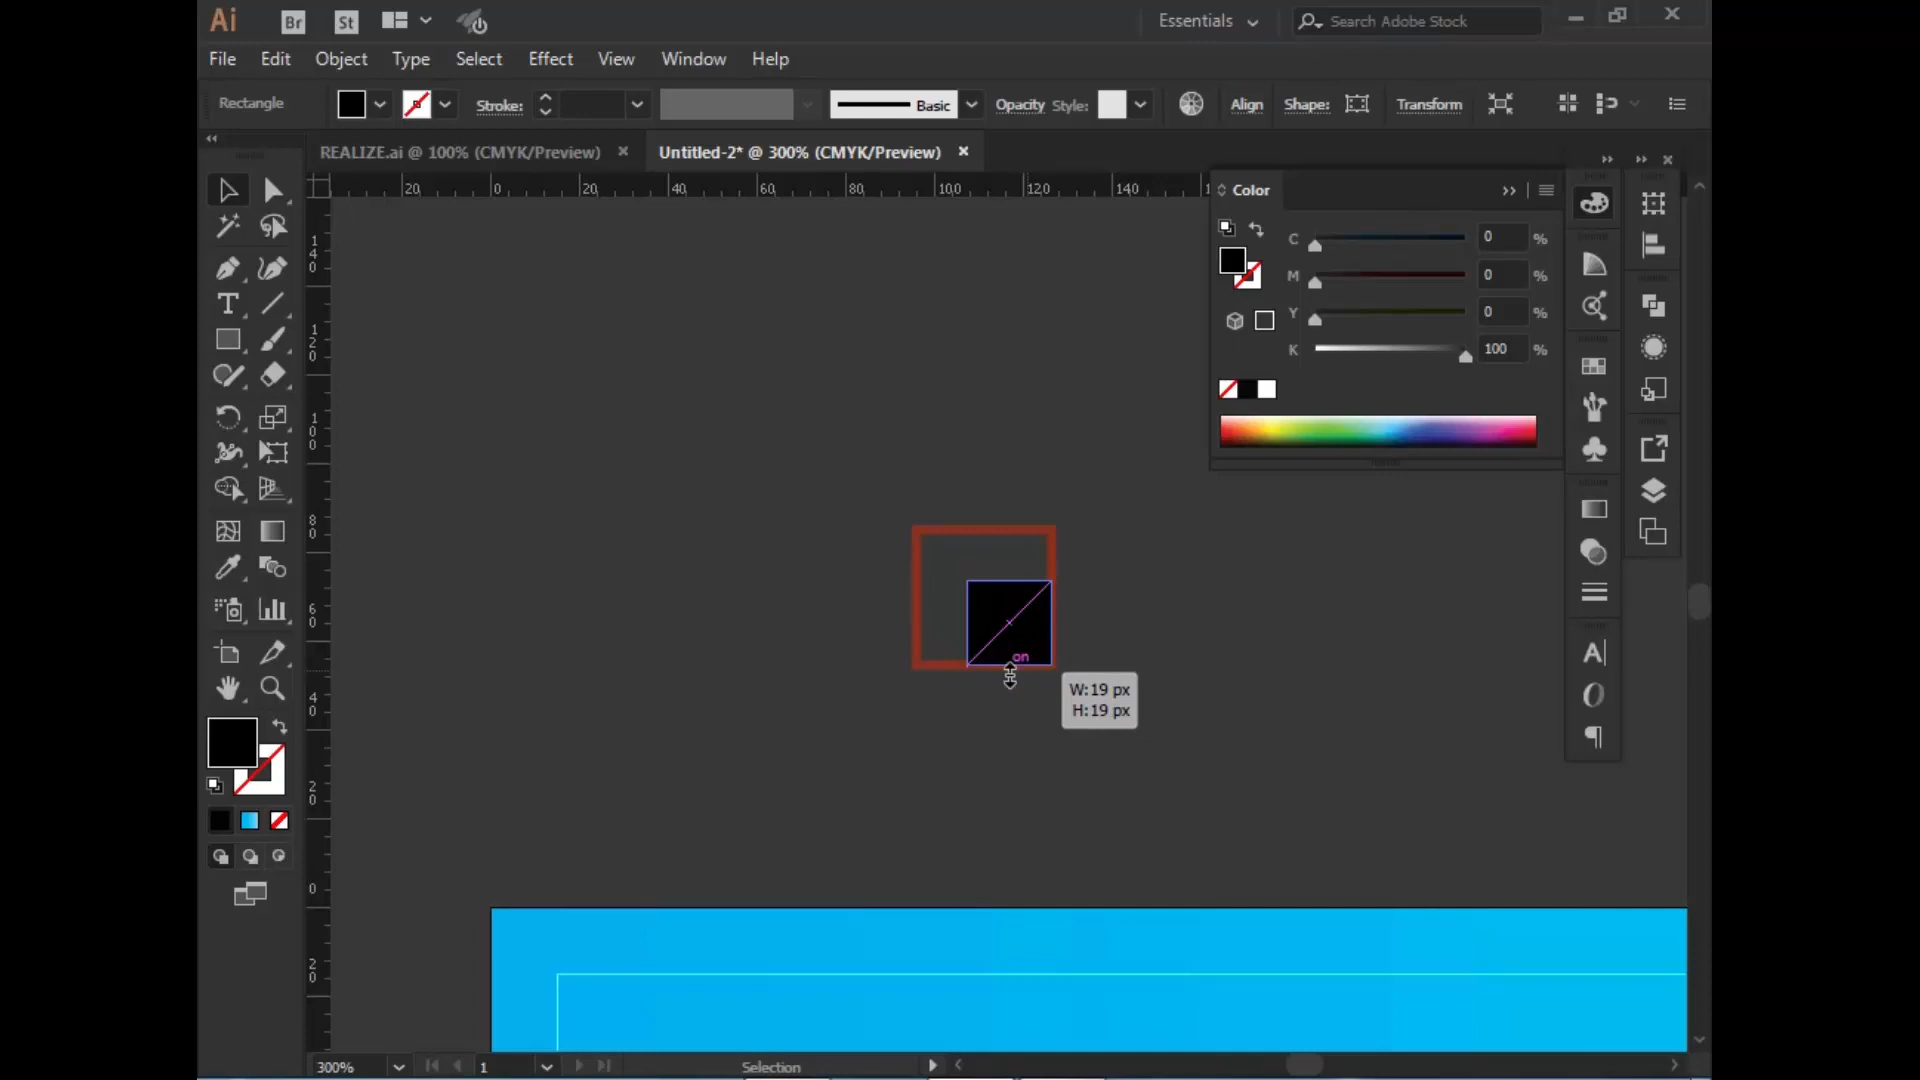 Ai Br St Essentials Search Adobe Stock
File Edit Object Type Select Effect View Window Help
Rectangle Stroke: Basic Opacity Style: Align Shape: Transform
REALIZE.ai @ 100% (CMYK/Preview) Untitled-2* @ 300% (CMYK/Preview)
20 0 20 40 60 80 100 120 140
Color
C 0 %
M 0 %
Y 0 %
K 100 %
140
120
100
80
60
40
20
0
20
on
W:19 px
H:19 px
300% 1 Selection